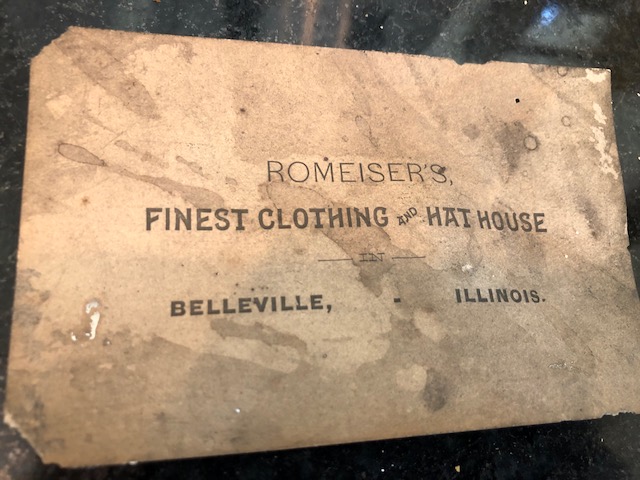 ROMEISER'S,
FINEST CLOTHING AND HAT HOUSE
IN
BELLEVILLE, - ILLINOIS.